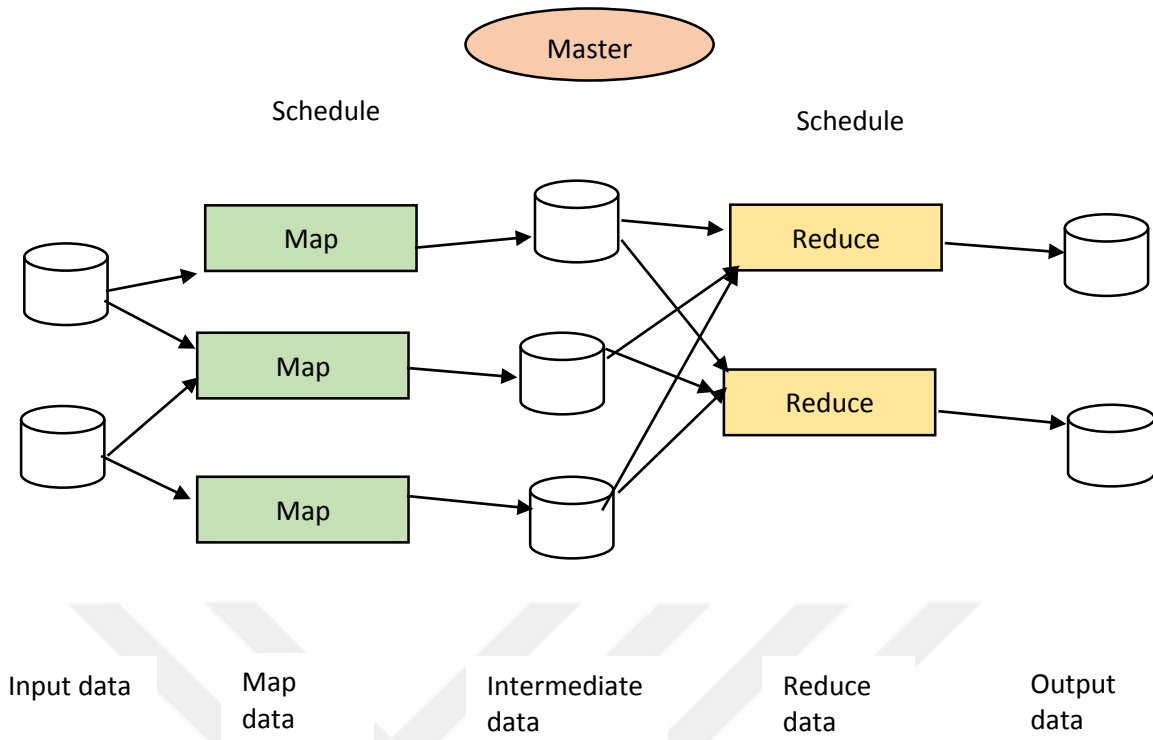 Master
Schedule
Schedule
Map
Reduce
Map
Reduce
Map
Input data
Map
data
Intermediate
data
Reduce
data
Output
data